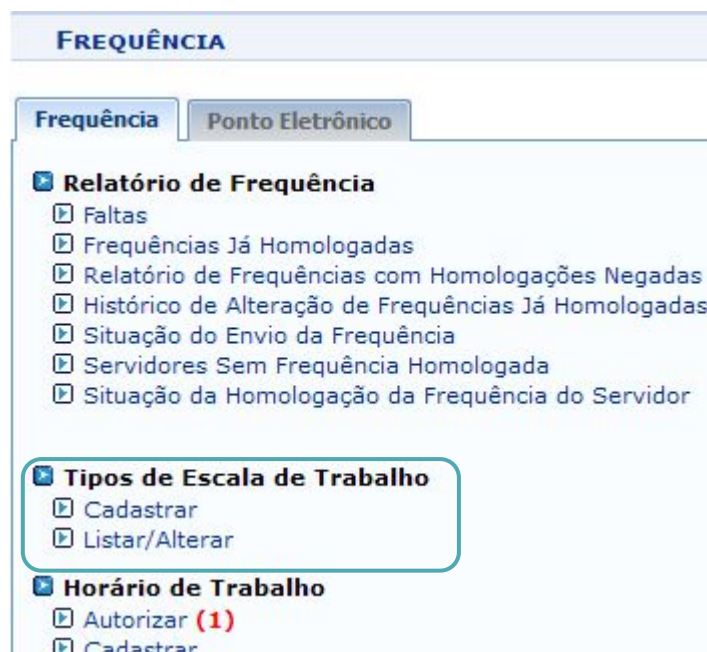 FREQUÊNCIA
Frequência
Ponto Eletrônico
Relatório de Frequência
Faltas
Frequências Já Homologadas
Relatório de Frequências com Homologações Negadas
Histórico de Alteração de Frequências Já Homologadas
Situação do Envio da Frequência
Servidores Sem Frequência Homologada
Situação da Homologação da Frequência do Servidor
Tipos de Escala de Trabalho
Cadastrar
Listar/Alterar
Horário de Trabalho
Autorizar (1)
Cadastrar